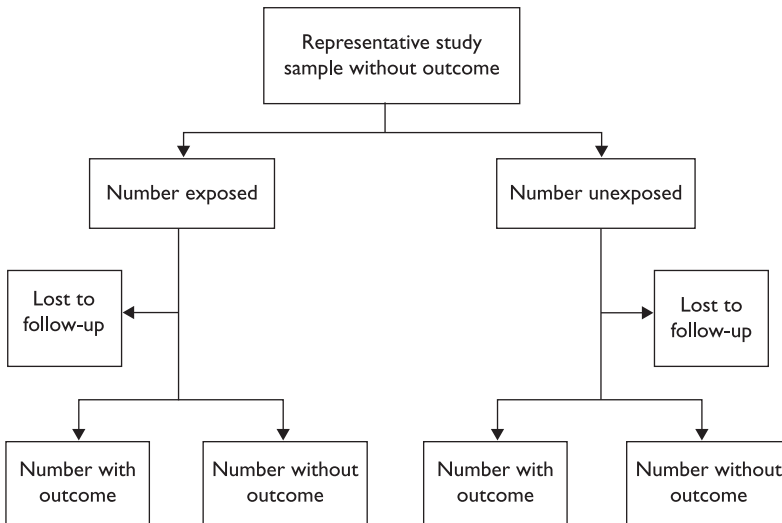 Representative study
sample without outcome
Number exposed
Number unexposed
Lost to
follow-up
Lost to
follow-up
Number with
outcome
Number without
outcome
Number with
outcome
Number without
outcome